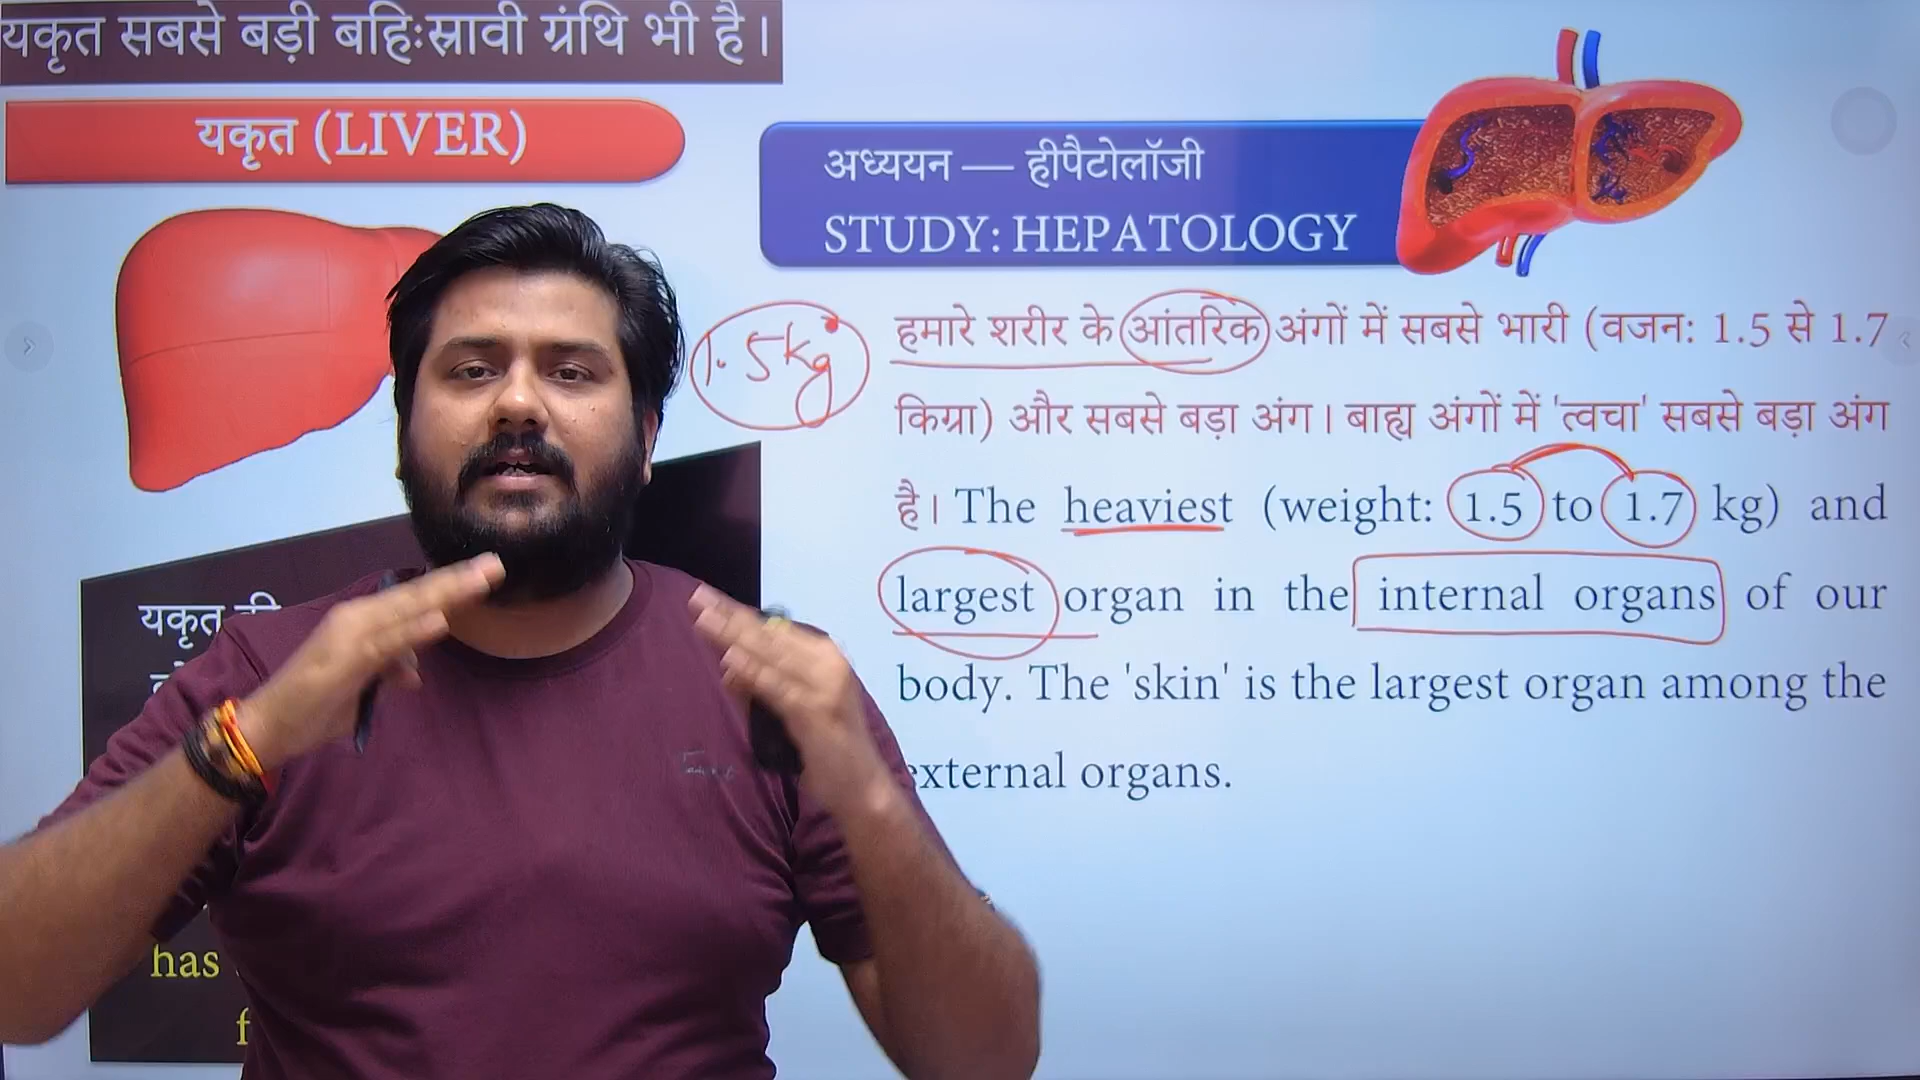 यकृत सबसे बड़ी बहिःस्रावी ग्रंथि भी है।
यकृत (LIVER)
अध्ययन — हीपैटोलॉजी
STUDY: HEPATOLOGY
1.5kg
हमारे शरीर के आंतरिक अंगों में सबसे भारी (वजन: 1.5 से 1.7
किग्रा) और सबसे बड़ा अंग। बाह्य अंगों में 'त्वचा' सबसे बड़ा अंग
है। The heaviest (weight: 1.5 to 1.7 kg) and
largest organ in the internal organs of our
body. The 'skin' is the largest organ among the
external organs.
यकृत की
has